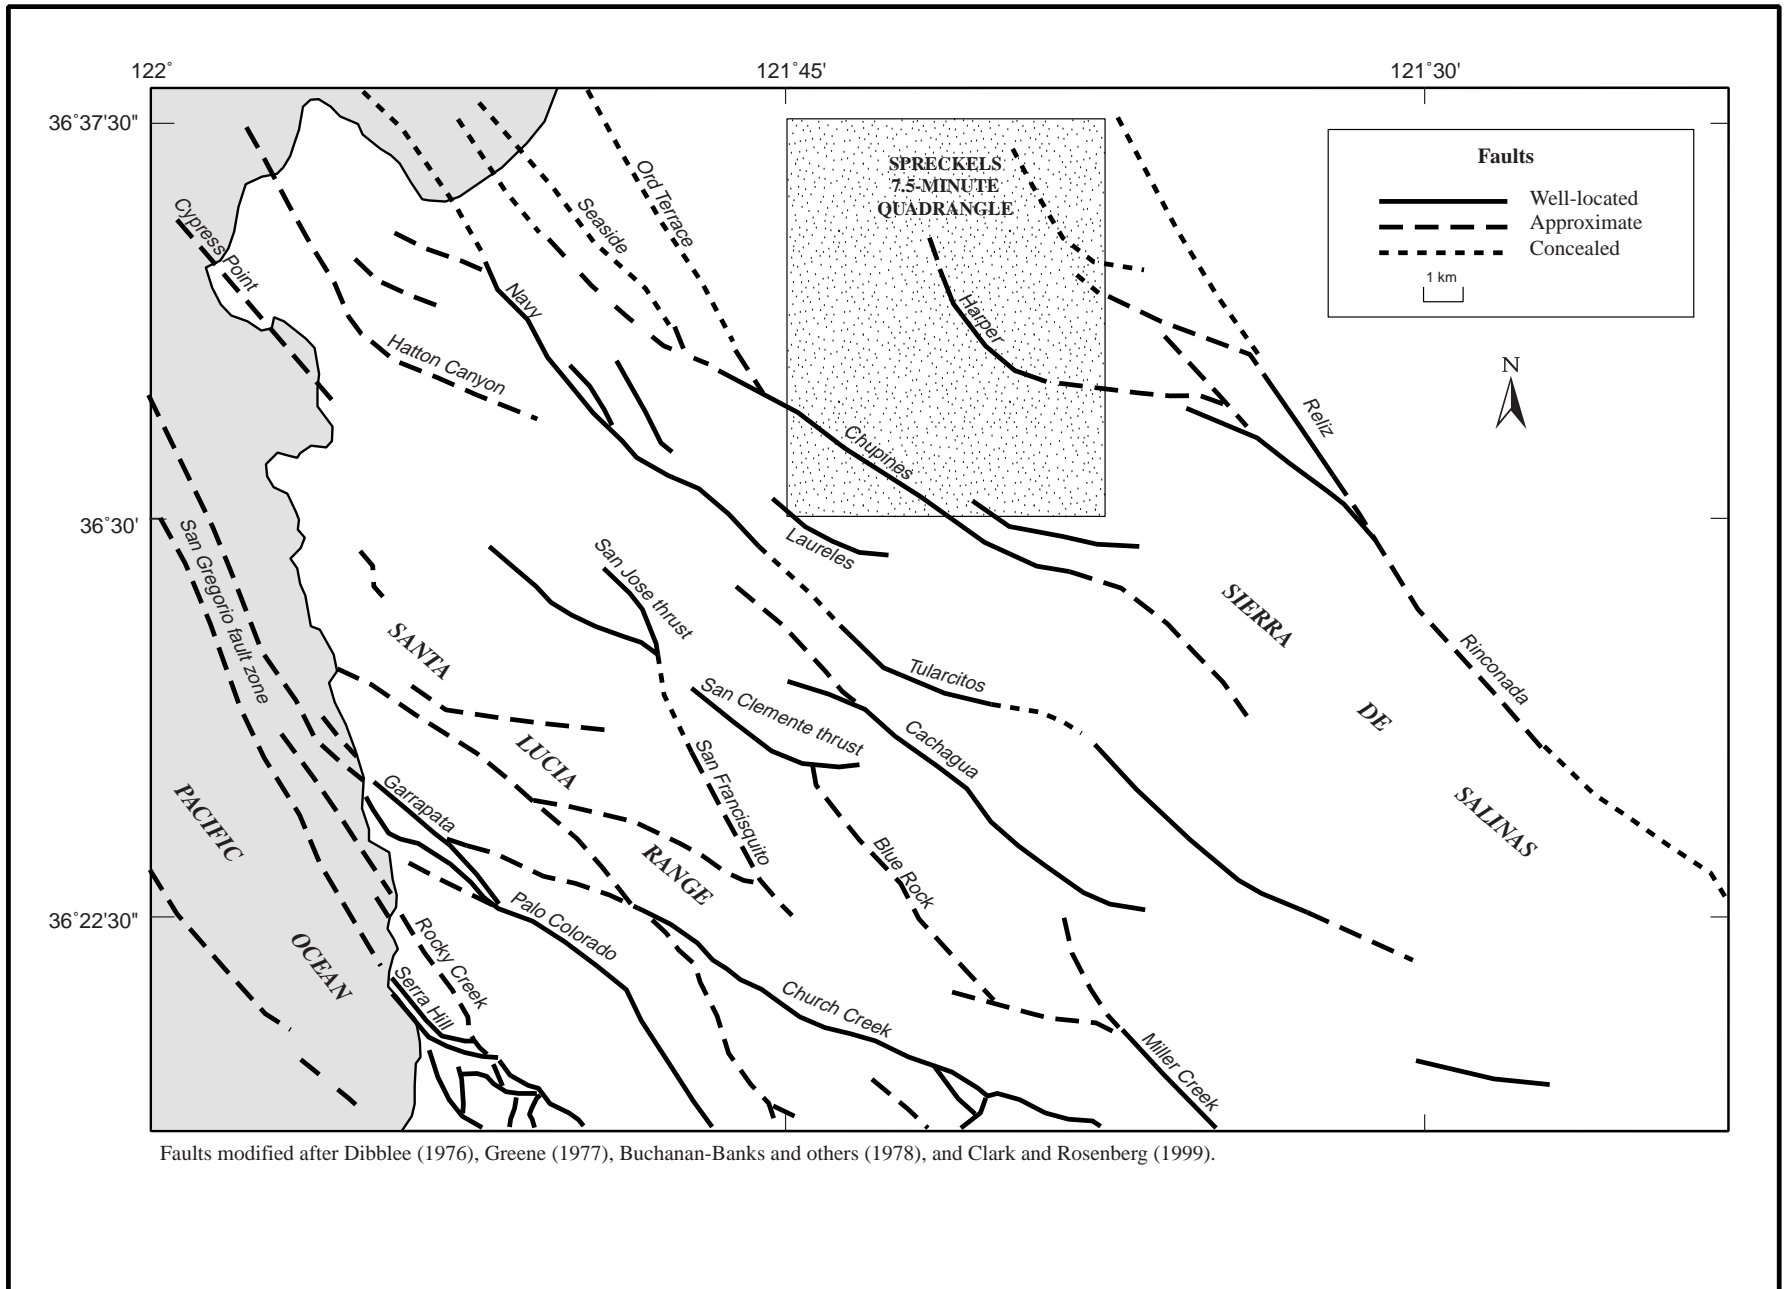 122˚
121˚45'
121˚30'
36˚37'30"
36˚30'
36˚22'30"
SPRECKELS
7.5-MINUTE
QUADRANGLE
Faults
Well-located
Approximate
Concealed
1 km
N
Cypress Point
Seaside
Ord Terrace
Navy
Hatton Canyon
Harper
Reliz
Chupines
Laureles
San Gregorio fault zone
San Jose thrust
SANTA
SIERRA
Tularcitos
Rinconada
San Clemente thrust
DE
Cachagua
LUCIA
San Francisquito
Garrapata
PACIFIC
SALINAS
Blue Rock
RANGE
Palo Colorado
Rocky Creek
OCEAN
Serra Hill
Church Creek
Miller Creek
Faults modified after Dibblee (1976), Greene (1977), Buchanan-Banks and others (1978), and Clark and Rosenberg (1999).